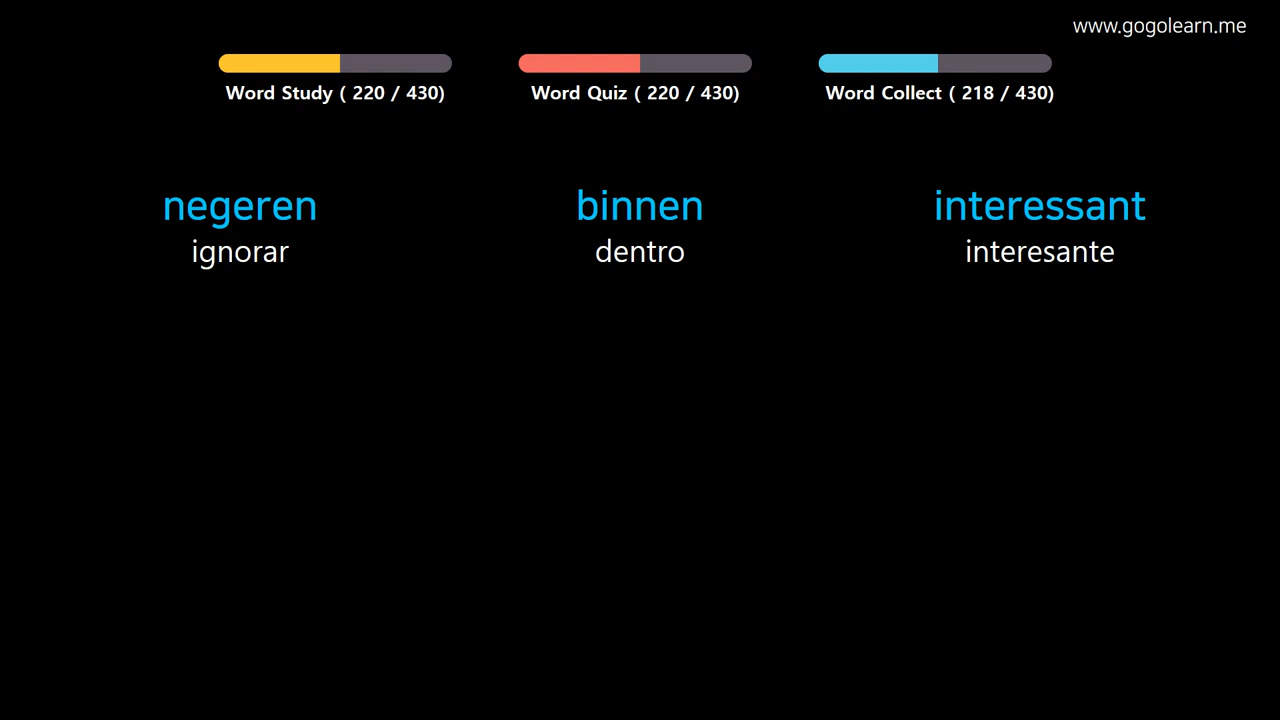 www.gogolearn.me
Word Study ( 220 / 430)
Word Quiz ( 220 / 430)
Word Collect ( 218 / 430)
negeren
ignorar
binnen
dentro
interessant
interesante